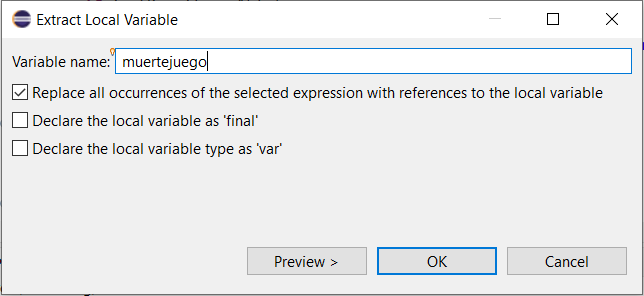 Extract Local Variable
Variable name: muertejuego
Replace all occurrences of the selected expression with references to the local variable
Declare the local variable as 'final'
Declare the local variable type as 'var'
Preview > OK Cancel